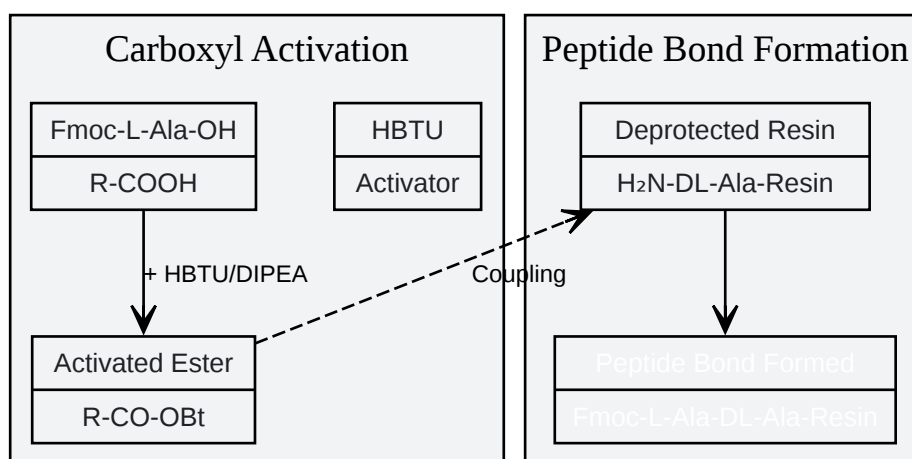 Carboxyl Activation
Fmoc-L-Ala-OH
R-COOH
HBTU
Activator
+ HBTU/DIPEA
Activated Ester
R-CO-OBt
Coupling
Peptide Bond Formation
Deprotected Resin
H₂N-DL-Ala-Resin
Peptide Bond Formed
Fmoc-L-Ala-DL-Ala-Resin